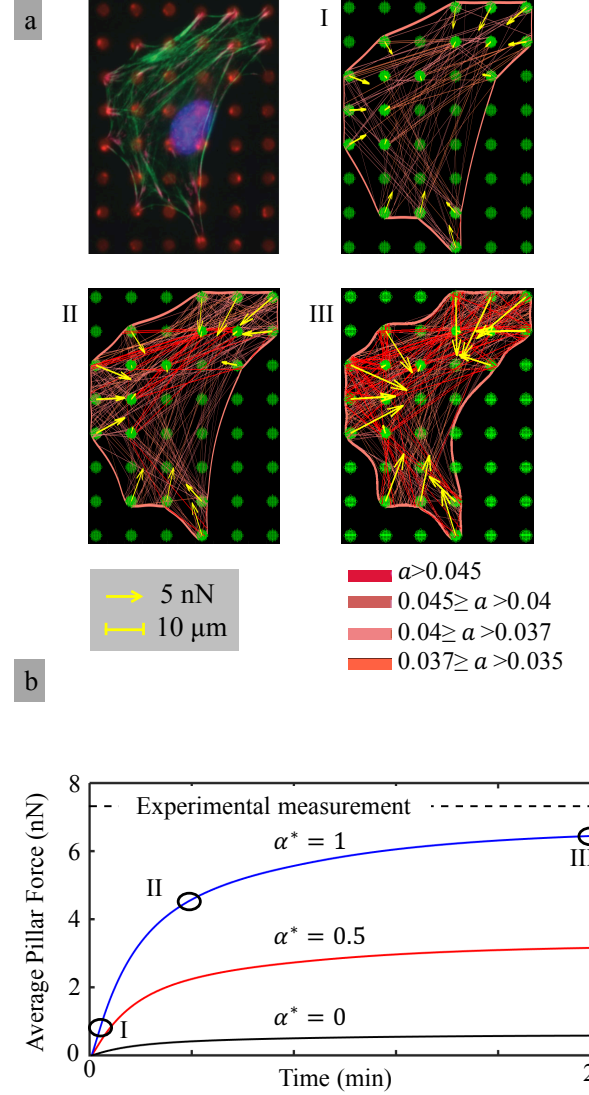 a
I
II
III
5 nN
10 μm
a>0.045
0.045≥ a >0.04
0.04≥ a >0.037
0.037≥ a >0.035
b
8
6
4
2
0
Average Pillar Force (nN)
Experimental measurement
α* = 1
II
III
α* = 0.5
I
α* = 0
0
2
Time (min)